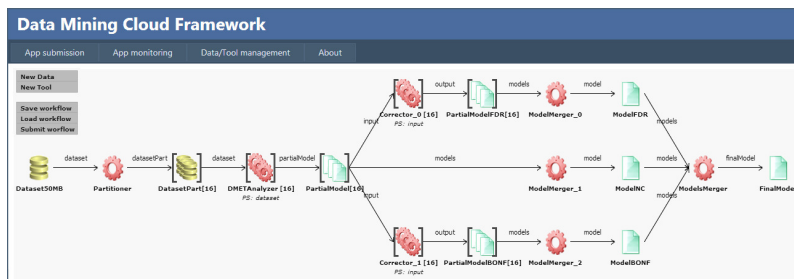 Data Mining Cloud Framework
App submission App monitoring Data/Tool management About
New Data
New Tool
Save workflow
Load workflow
Submit worflow
output models model
Corrector_0 [16] PartialModelFDR[16] ModelMerger_0 ModelFDR
PS: input
input models
dataset datasetPart dataset partialModel models model models finalModel
Dataset50MB Partitioner DatasetPart[16] DMETAnalyzer [16] PartialModel[16] ModelMerger_1 ModelNC ModelsMerger FinalMode
PS: dataset
input models
output models model
Corrector_1 [16] PartialModelBONF[16] ModelMerger_2 ModelBONF
PS: input